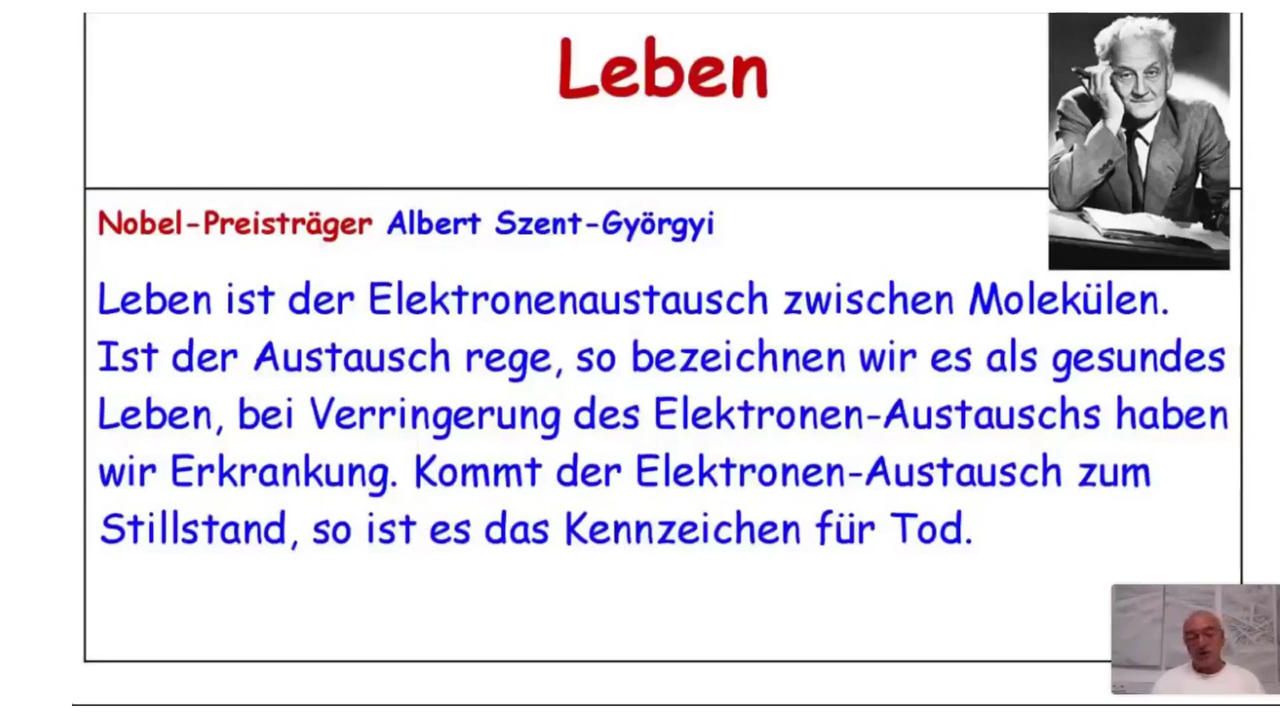 Leben
Nobel-Preisträger Albert Szent-Györgyi
Leben ist der Elektronenaustausch zwischen Molekülen.
Ist der Austausch rege, so bezeichnen wir es als gesundes
Leben, bei Verringerung des Elektronen-Austauschs haben
wir Erkrankung. Kommt der Elektronen-Austausch zum
Stillstand, so ist es das Kennzeichen für Tod.